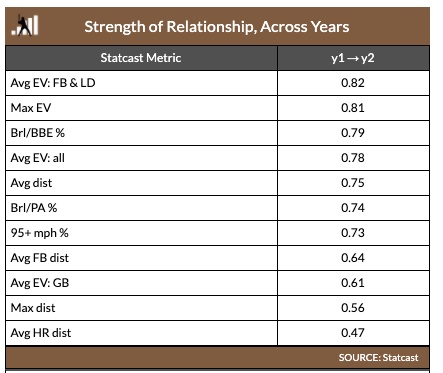 Strength of Relationship, Across Years
Statcast Metric y1→y2
Avg EV: FB & LD 0.82
Max EV 0.81
Brl/BBE % 0.79
Avg EV: all 0.78
Avg dist 0.75
Brl/PA % 0.74
95+ mph % 0.73
Avg FB dist 0.64
Avg EV: GB 0.61
Max dist 0.56
Avg HR dist 0.47
SOURCE: Statcast